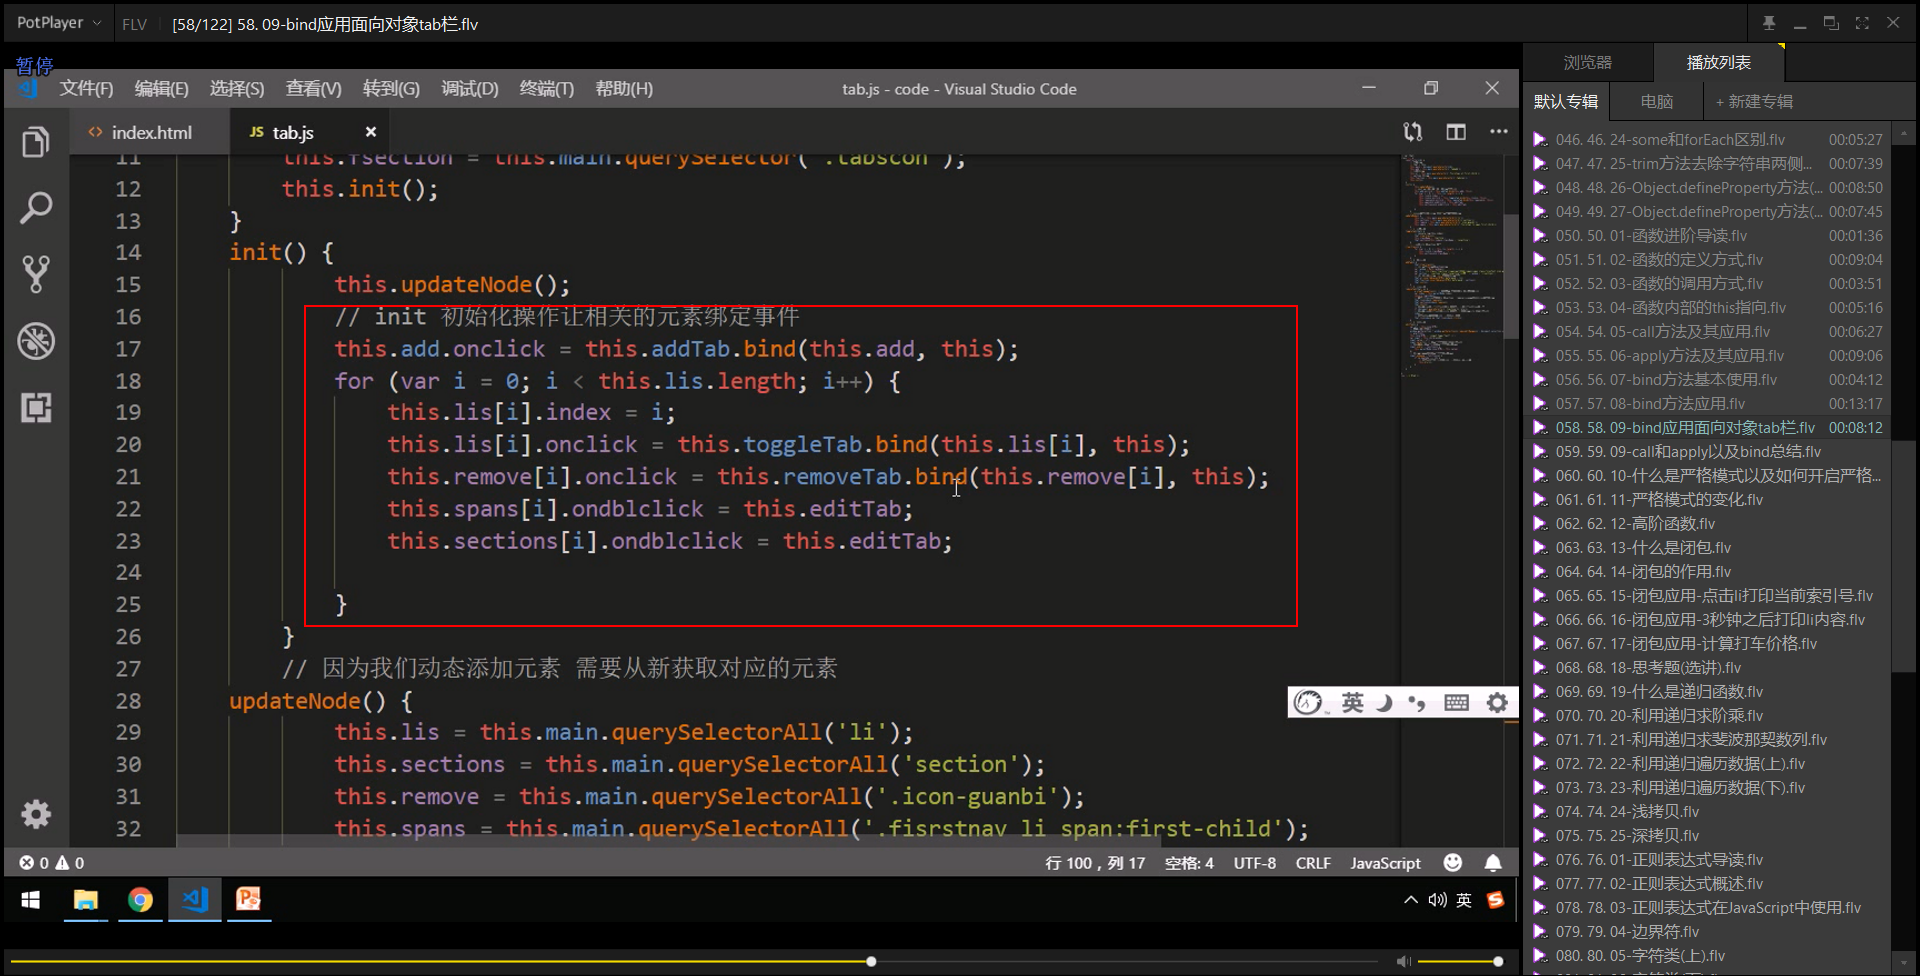 PotPlayer FLV [58/122] 58. 09-bind应用面向对象tab栏.flv
暂停
文件(F) 编辑(E) 选择(S) 查看(V) 转到(G) 调试(D) 终端(T) 帮助(H) tab.js - code - Visual Studio Code
index.html JS tab.js
11 this.fsection = this.main.querySelector('.tabscon');
12 this.init();
13 }
14 init() {
15 this.updateNode();
16 // init 初始化操作让相关的元素绑定事件
17 this.add.onclick = this.addTab.bind(this.add, this);
18 for (var i = 0; i < this.lis.length; i++) {
19 this.lis[i].index = i;
20 this.lis[i].onclick = this.toggleTab.bind(this.lis[i], this);
21 this.remove[i].onclick = this.removeTab.bind(this.remove[i], this);
22 this.spans[i].ondblclick = this.editTab;
23 this.sections[i].ondblclick = this.editTab;
24
25 }
26 }
27 // 因为我们动态添加元素 需要从新获取对应的元素
28 updateNode() {
29 this.lis = this.main.querySelectorAll('li');
30 this.sections = this.main.querySelectorAll('section');
31 this.remove = this.main.querySelectorAll('.icon-guanbi');
32 this.spans = this.main.querySelectorAll('.fisrstnav li span:first-child');
英
0 0 行 100，列 17 空格: 4 UTF-8 CRLF JavaScript
英
浏览器 播放列表
默认专辑 电脑 + 新建专辑
046. 46. 24-some和forEach区别.flv 00:05:27
047. 47. 25-trim方法去除字符串两侧... 00:07:39
048. 48. 26-Object.defineProperty方法(... 00:08:50
049. 49. 27-Object.defineProperty方法(... 00:07:45
050. 50. 01-函数进阶导读.flv 00:01:36
051. 51. 02-函数的定义方式.flv 00:09:04
052. 52. 03-函数的调用方式.flv 00:03:51
053. 53. 04-函数内部的this指向.flv 00:05:16
054. 54. 05-call方法及其应用.flv 00:06:27
055. 55. 06-apply方法及其应用.flv 00:09:06
056. 56. 07-bind方法基本使用.flv 00:04:12
057. 57. 08-bind方法应用.flv 00:13:17
058. 58. 09-bind应用面向对象tab栏.flv 00:08:12
059. 59. 09-call和apply以及bind总结.flv
060. 60. 10-什么是严格模式以及如何开启严格...
061. 61. 11-严格模式的变化.flv
062. 62. 12-高阶函数.flv
063. 63. 13-什么是闭包.flv
064. 64. 14-闭包的作用.flv
065. 65. 15-闭包应用-点击li打印当前索引号.flv
066. 66. 16-闭包应用-3秒钟之后打印li内容.flv
067. 67. 17-闭包应用-计算打车价格.flv
068. 68. 18-思考题(选讲).flv
069. 69. 19-什么是递归函数.flv
070. 70. 20-利用递归求阶乘.flv
071. 71. 21-利用递归求斐波那契数列.flv
072. 72. 22-利用递归遍历数据(上).flv
073. 73. 23-利用递归遍历数据(下).flv
074. 74. 24-浅拷贝.flv
075. 75. 25-深拷贝.flv
076. 76. 01-正则表达式导读.flv
077. 77. 02-正则表达式概述.flv
078. 78. 03-正则表达式在JavaScript中使用.flv
079. 79. 04-边界符.flv
080. 80. 05-字符类(上).flv